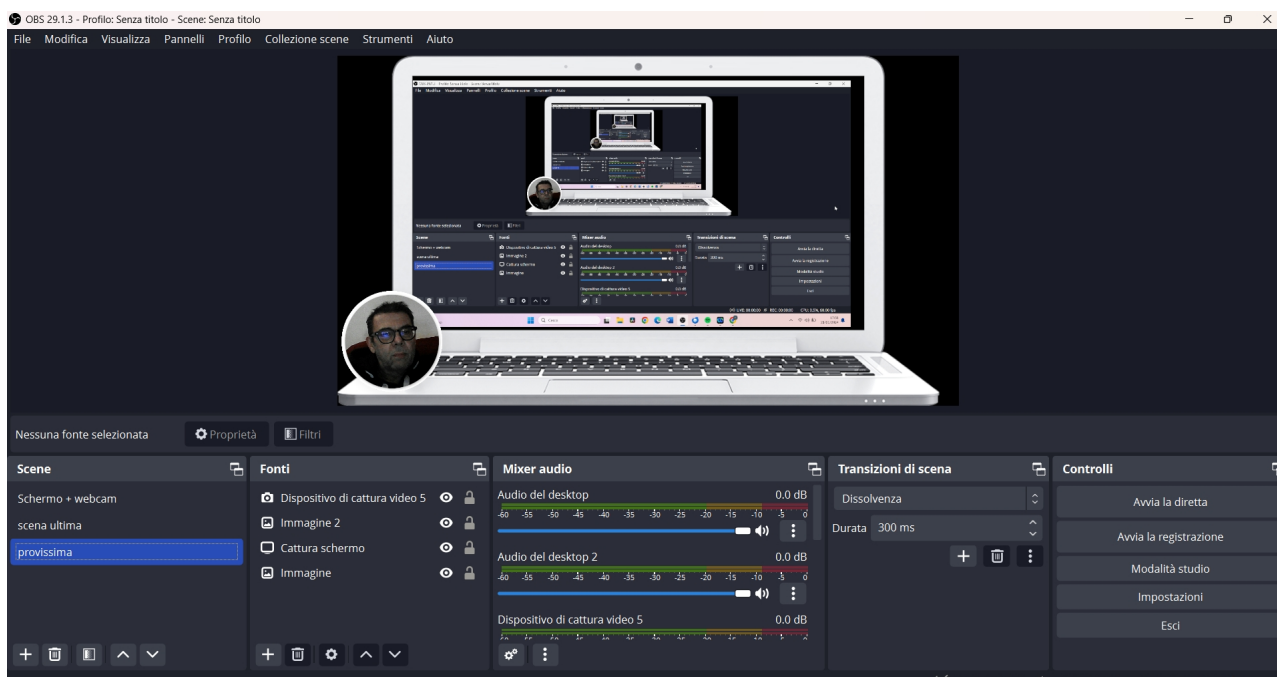 OBS 29.1.3 - Profilo: Senza titolo - Scene: Senza titolo
File Modifica Visualizza Pannelli Profilo Collezione scene Strumenti Aiuto
Nessuna fonte selezionata Proprietà Filtri
Scene
Schermo + webcam
scena ultima
provissima
Fonti
Dispositivo di cattura video 5
Immagine 2
Cattura schermo
Immagine
Mixer audio
Audio del desktop 0.0 dB
-60 -55 -50 -45 -40 -35 -30 -25 -20 -15 -10 -5 0
Audio del desktop 2 0.0 dB
-60 -55 -50 -45 -40 -35 -30 -25 -20 -15 -10 -5 0
Dispositivo di cattura video 5 0.0 dB
Transizioni di scena
Dissolvenza
Durata 300 ms
Controlli
Avvia la diretta
Avvia la registrazione
Modalità studio
Impostazioni
Esci